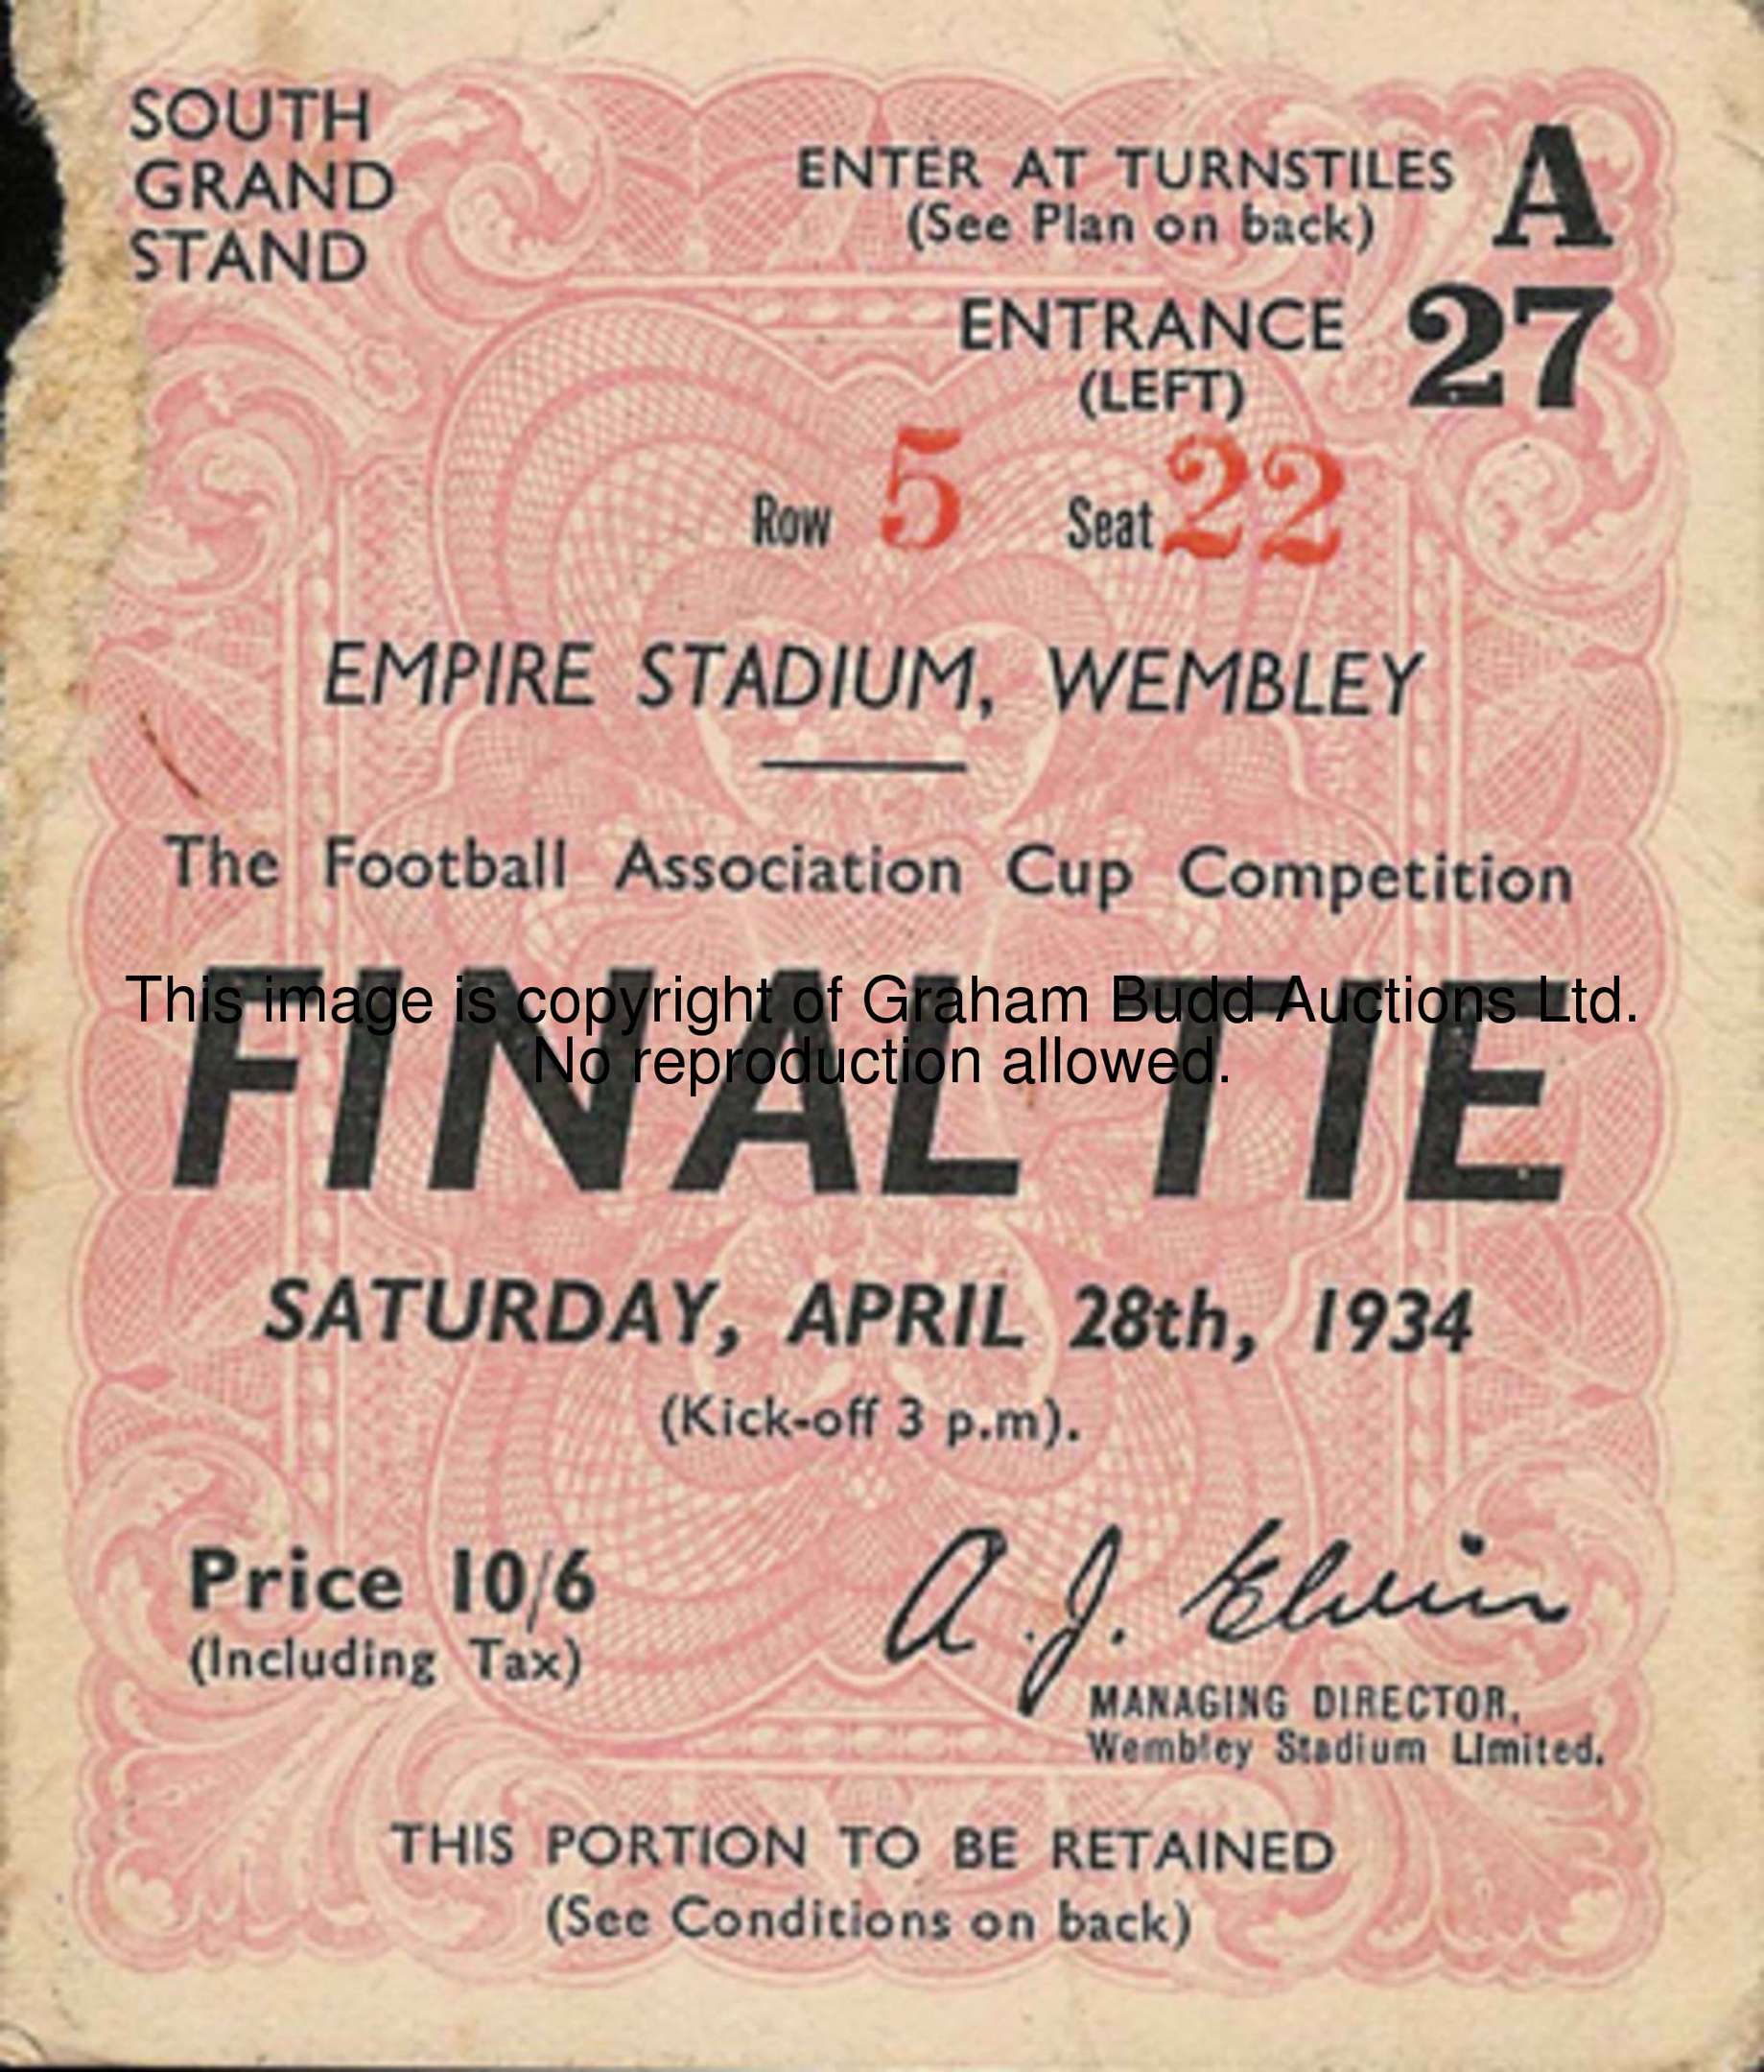 SOUTH
GRAND
STAND
ENTER AT TURNSTILES A
(See Plan on back)
ENTRANCE 27
(LEFT)
Row 5 Seat 22
EMPIRE STADIUM, WEMBLEY
The Football Association Cup Competition
FINAL TIE
This image is copyright of Graham Budd Auctions Ltd.
No reproduction allowed.
SATURDAY, APRIL 28th, 1934
(Kick-off 3 p.m).
Price 10/6
(Including Tax)
A. J. Elvin
MANAGING DIRECTOR,
Wembley Stadium Limited.
THIS PORTION TO BE RETAINED
(See Conditions on back)